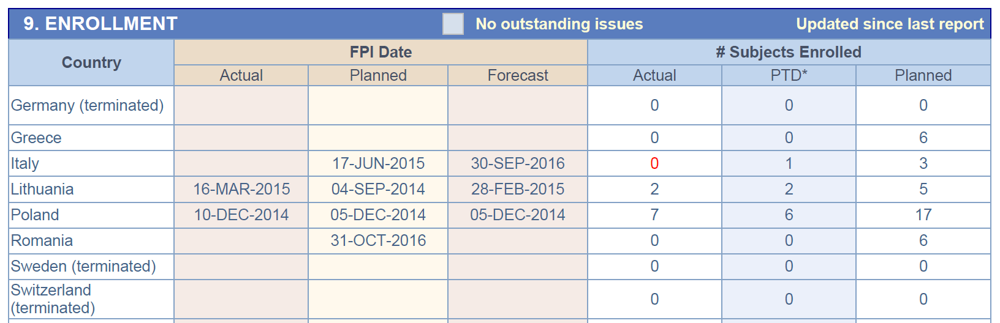 9. ENROLLMENT No outstanding issues Updated since last report
Country FPI Date # Subjects Enrolled
Actual Planned Forecast Actual PTD* Planned
Germany (terminated) 0 0 0
Greece 0 0 6
Italy 17-JUN-2015 30-SEP-2016 0 1 3
Lithuania 16-MAR-2015 04-SEP-2014 28-FEB-2015 2 2 5
Poland 10-DEC-2014 05-DEC-2014 05-DEC-2014 7 6 17
Romania 31-OCT-2016 0 0 6
Sweden (terminated) 0 0 0
Switzerland
(terminated) 0 0 0